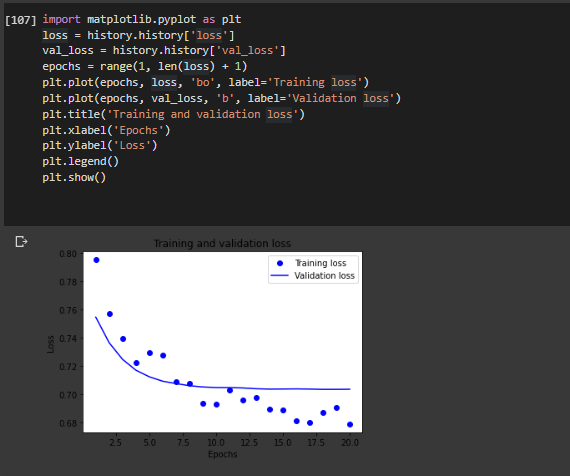 [107] import matplotlib.pyplot as plt
loss = history.history['loss']
val_loss = history.history['val_loss']
epochs = range(1, len(loss) + 1)
plt.plot(epochs, loss, 'bo', label='Training loss')
plt.plot(epochs, val_loss, 'b', label='Validation loss')
plt.title('Training and validation loss')
plt.xlabel('Epochs')
plt.ylabel('Loss')
plt.legend()
plt.show()
Training and validation loss
Training loss
Validation loss
0.80
0.78
0.76
0.74
0.72
0.70
0.68
Loss
2.5 5.0 7.5 10.0 12.5 15.0 17.5 20.0
Epochs